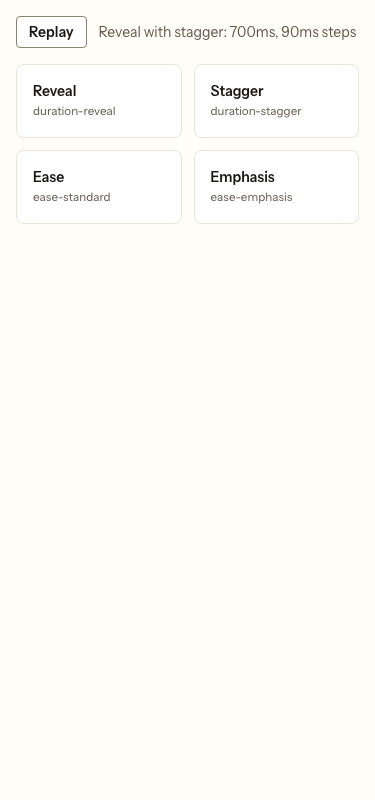 Replay
Reveal with stagger: 700ms, 90ms steps
Reveal
duration-reveal
Stagger
duration-stagger
Ease
ease-standard
Emphasis
ease-emphasis